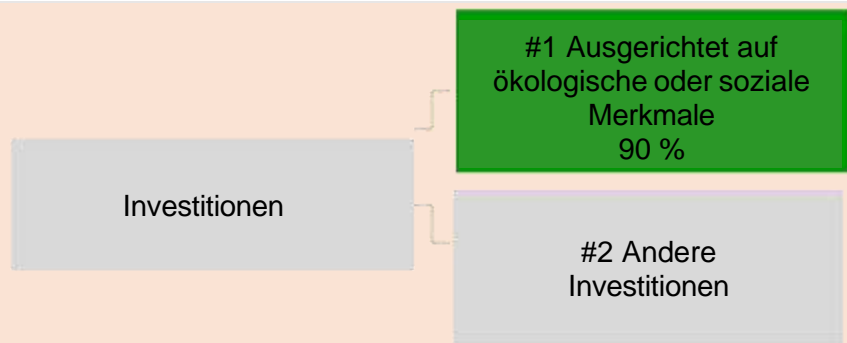 #1 Ausgerichtet auf
ökologische oder soziale
Merkmale
90 %
Investitionen
#2 Andere
Investitionen